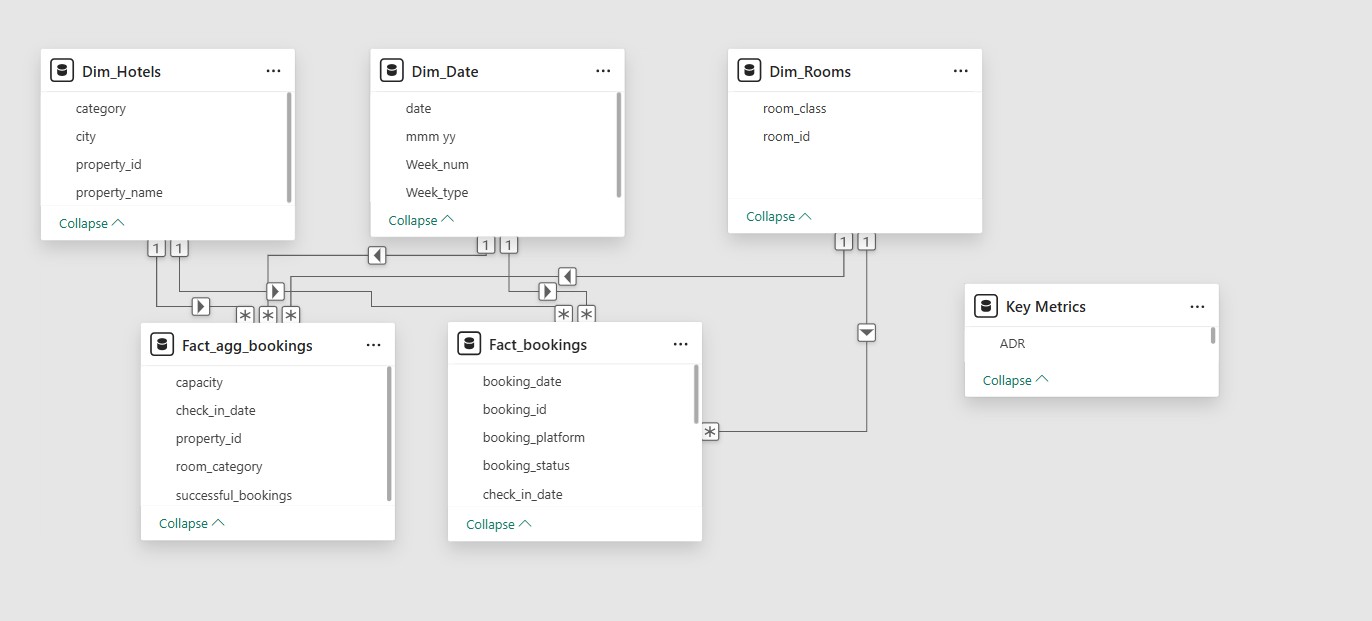 Dim_Hotels
category
city
property_id
property_name
Collapse
Dim_Date
date
mmm yy
Week_num
Week_type
Collapse
Dim_Rooms
room_class
room_id
Collapse
1
1
1
1
1
1
*
*
*
*
*
*
Fact_agg_bookings
capacity
check_in_date
property_id
room_category
successful_bookings
Collapse
Fact_bookings
booking_date
booking_id
booking_platform
booking_status
check_in_date
Collapse
Key Metrics
ADR
Collapse